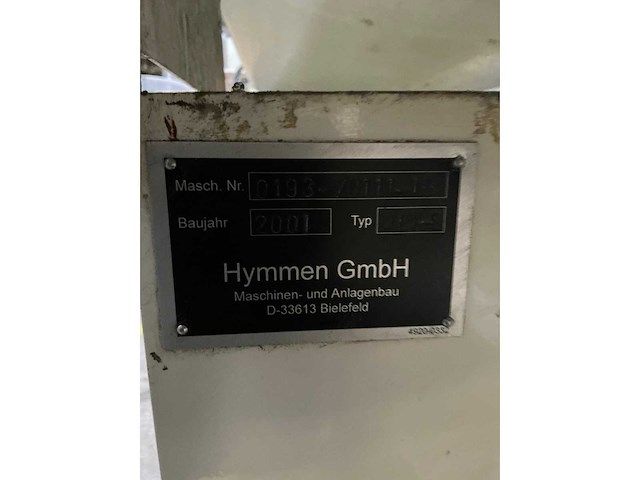 Masch. Nr.
Baujahr 2001 Typ
Hymmen GmbH
Maschinen- und Anlagenbau
D-33613 Bielefeld